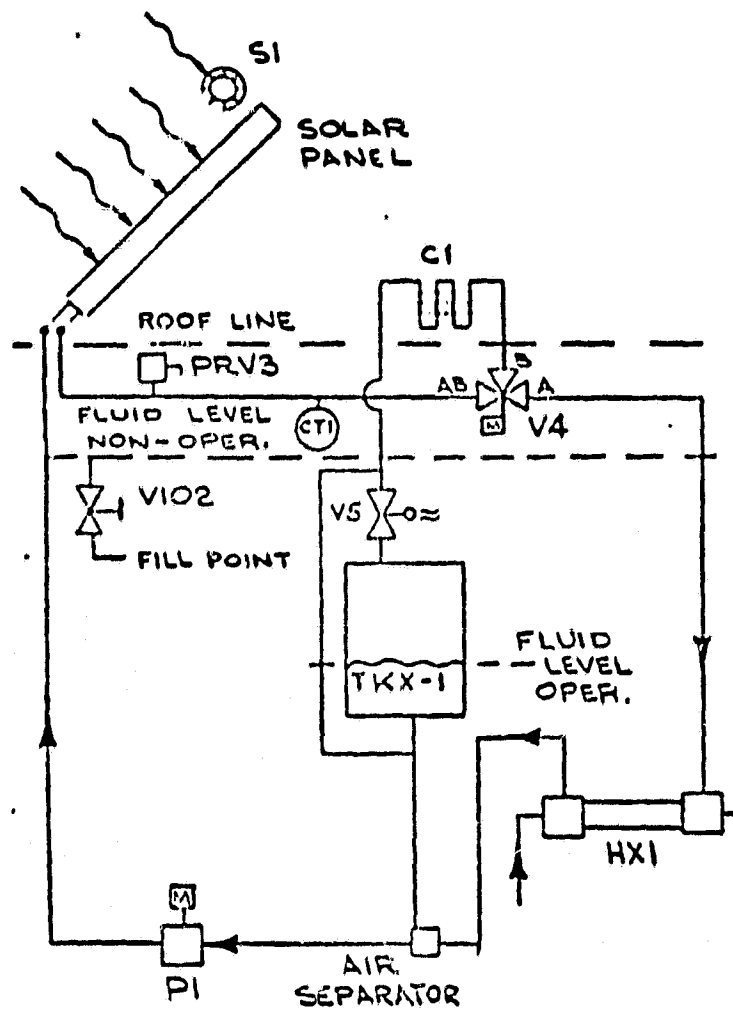 S1
SOLAR
PANEL
C1
ROOF LINE
PRV3
B
AB
A
FLUID LEVEL
NON-OPER.
CT1
M
V4
V102
V5
FILL POINT
FLUID
LEVEL
OPER.
TKX-1
HX1
M
P1
AIR
SEPARATOR